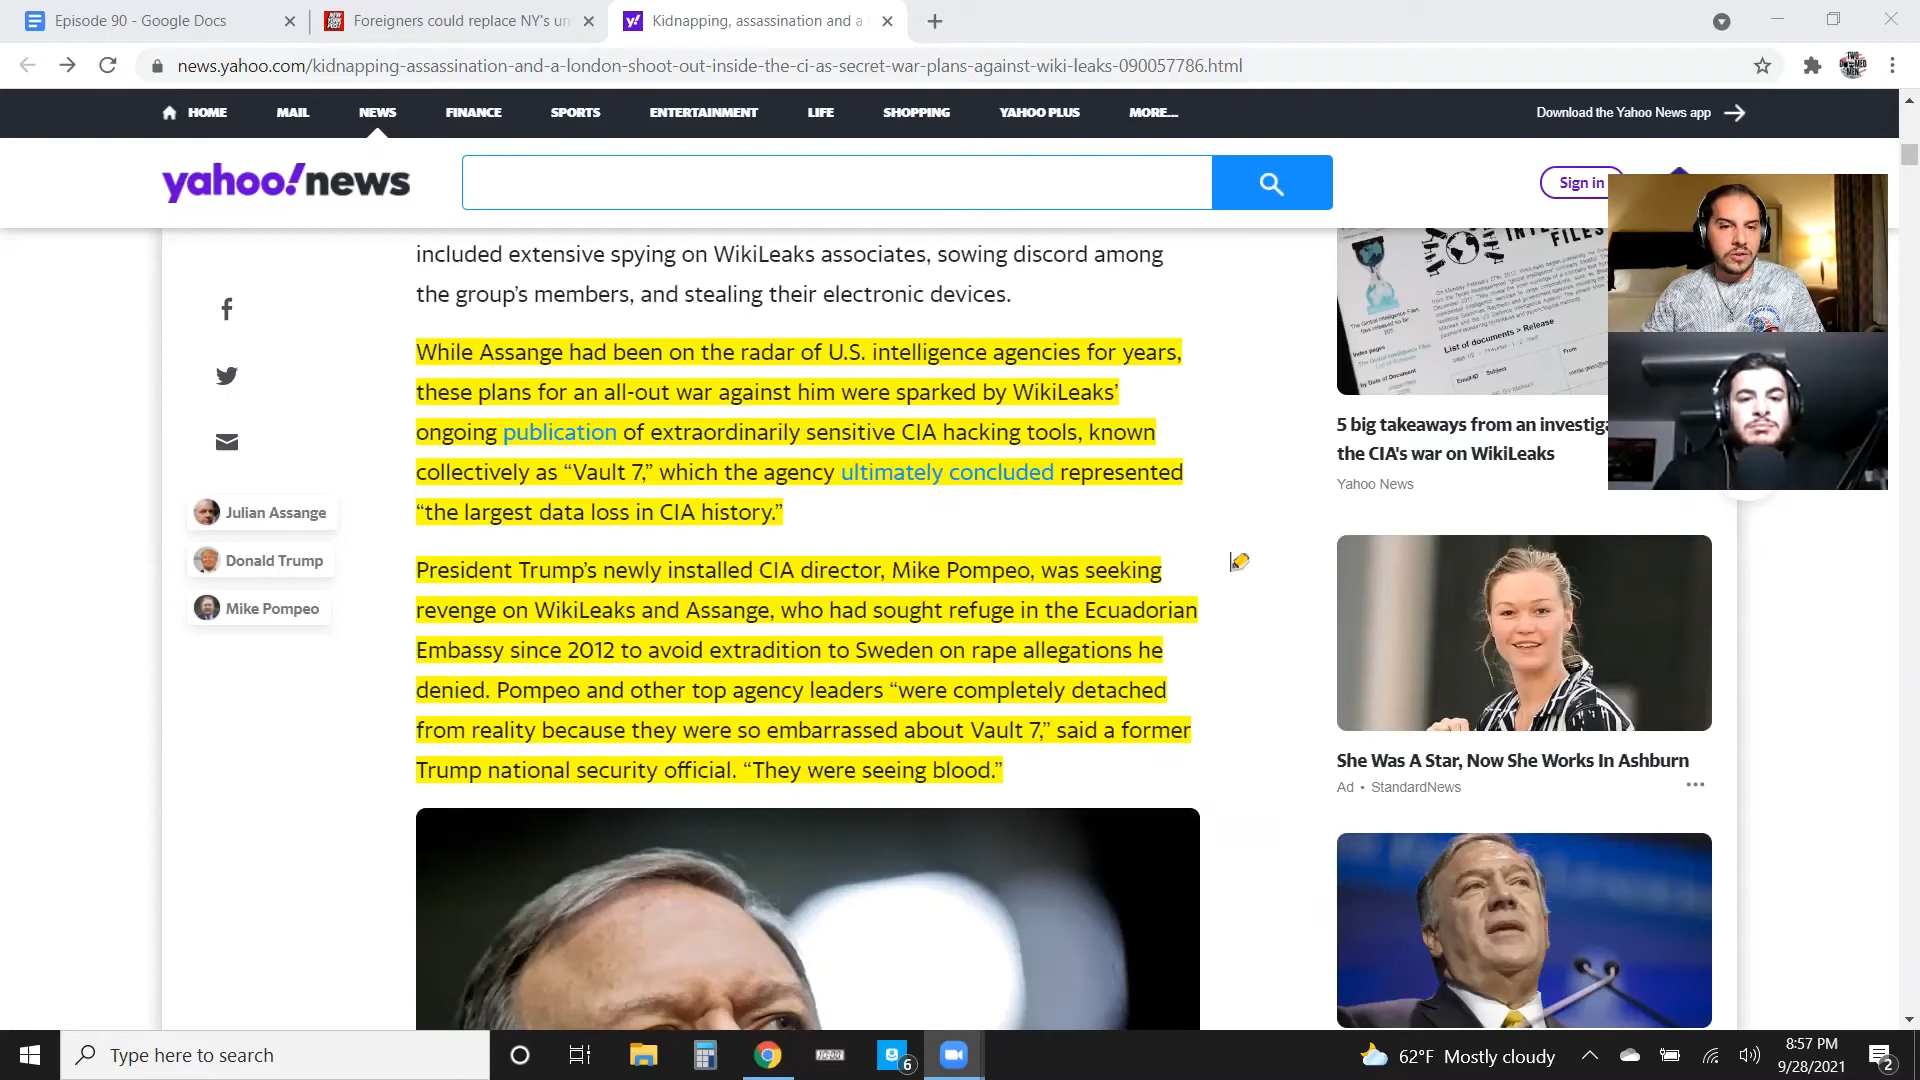 Episode 90 - Google Docs
Foreigners could replace NY's un
Kidnapping, assassination and a
news.yahoo.com/kidnapping-assassination-and-a-london-shoot-out-inside-the-ci-as-secret-war-plans-against-wiki-leaks-090057786.html
HOME MAIL NEWS FINANCE SPORTS ENTERTAINMENT LIFE SHOPPING YAHOO PLUS MORE... Download the Yahoo News app
yahoo!news
Sign in
included extensive spying on WikiLeaks associates, sowing discord among
the group's members, and stealing their electronic devices.
While Assange had been on the radar of U.S. intelligence agencies for years,
these plans for an all-out war against him were sparked by WikiLeaks'
ongoing publication of extraordinarily sensitive CIA hacking tools, known
collectively as “Vault 7,” which the agency ultimately concluded represented
“the largest data loss in CIA history.”
President Trump's newly installed CIA director, Mike Pompeo, was seeking
revenge on WikiLeaks and Assange, who had sought refuge in the Ecuadorian
Embassy since 2012 to avoid extradition to Sweden on rape allegations he
denied. Pompeo and other top agency leaders “were completely detached
from reality because they were so embarrassed about Vault 7,” said a former
Trump national security official. “They were seeing blood.”
Julian Assange
Donald Trump
Mike Pompeo
FILES
List of documents > Release
5 big takeaways from an investiga
the CIA's war on WikiLeaks
Yahoo News
She Was A Star, Now She Works In Ashburn
Ad • StandardNews
Type here to search
6
62°F Mostly cloudy
8:57 PM
9/28/2021
2